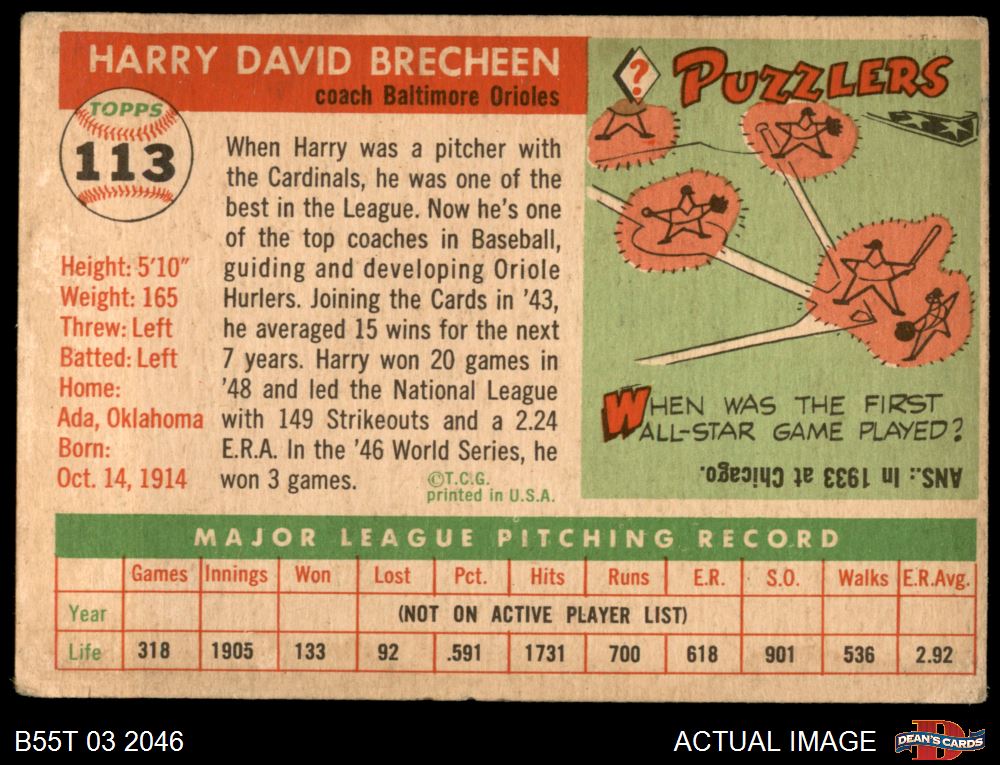 HARRY DAVID BRECHEEN
coach Baltimore Orioles
TOPPS
113
Height: 5'10"
Weight: 165
Threw: Left
Batted: Left
Home:
Ada, Oklahoma
Born:
Oct. 14, 1914
When Harry was a pitcher with
the Cardinals, he was one of the
best in the League. Now he's one
of the top coaches in Baseball,
guiding and developing Oriole
Hurlers. Joining the Cards in '43,
he averaged 15 wins for the next
7 years. Harry won 20 games in
'48 and led the National League
with 149 Strikeouts and a 2.24
E.R.A. In the '46 World Series, he
won 3 games.
©T.C.G.
printed in U.S.A.
?
PUZZLERS
WHEN WAS THE FIRST
ALL-STAR GAME PLAYED?
ANS.: In 1933 at Chicago.
MAJOR LEAGUE PITCHING RECORD
Games Innings Won Lost Pct. Hits Runs E.R. S.O. Walks E.R.Avg.
Year (NOT ON ACTIVE PLAYER LIST)
Life 318 1905 133 92 .591 1731 700 618 901 536 2.92
B55T 03 2046
ACTUAL IMAGE
DEAN'S CARDS